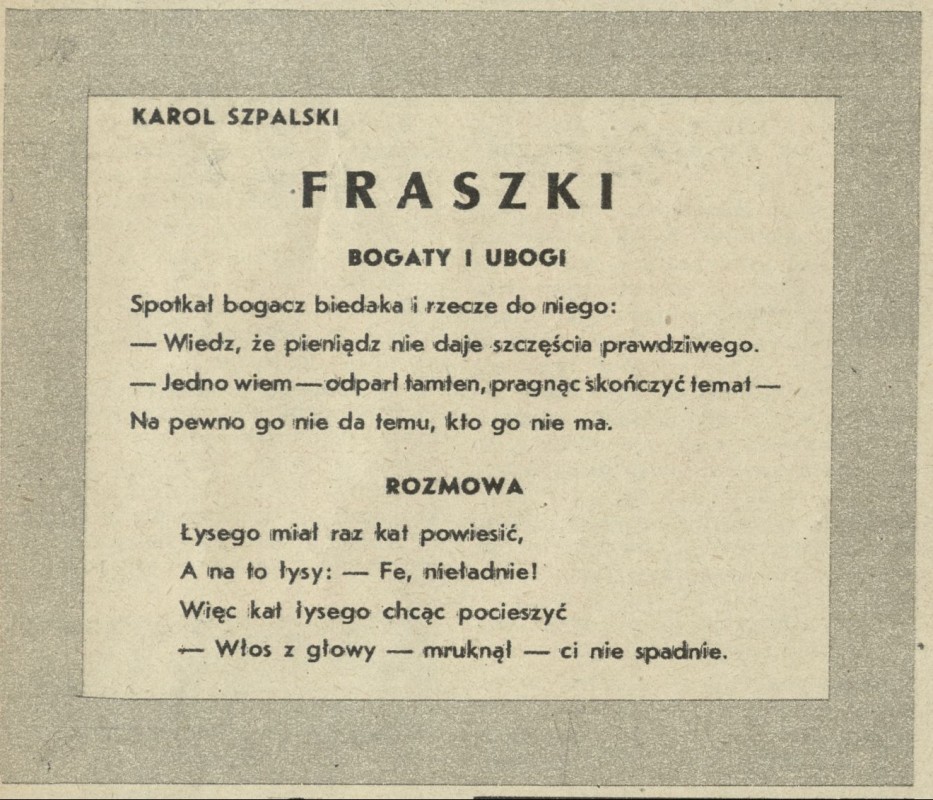 KAROL SZPALSKI
FRASZKI
BOGATY I UBOGI
Spotkał bogacz biedaka i rzecze do niego:
— Wiedz, że pieniądz nie daje szczęścia prawdziwego.
— Jedno wiem — odparł tamten, pragnąc skończyć temat —
Na pewno go nie da temu, kto go nie ma.
ROZMOWA
Łysego miał raz kat powiesić,
A na to łysy: — Fe, nieładnie!
Więc kat łysego chcąc pocieszyć
— Włos z głowy — mruknął — ci nie spadnie.